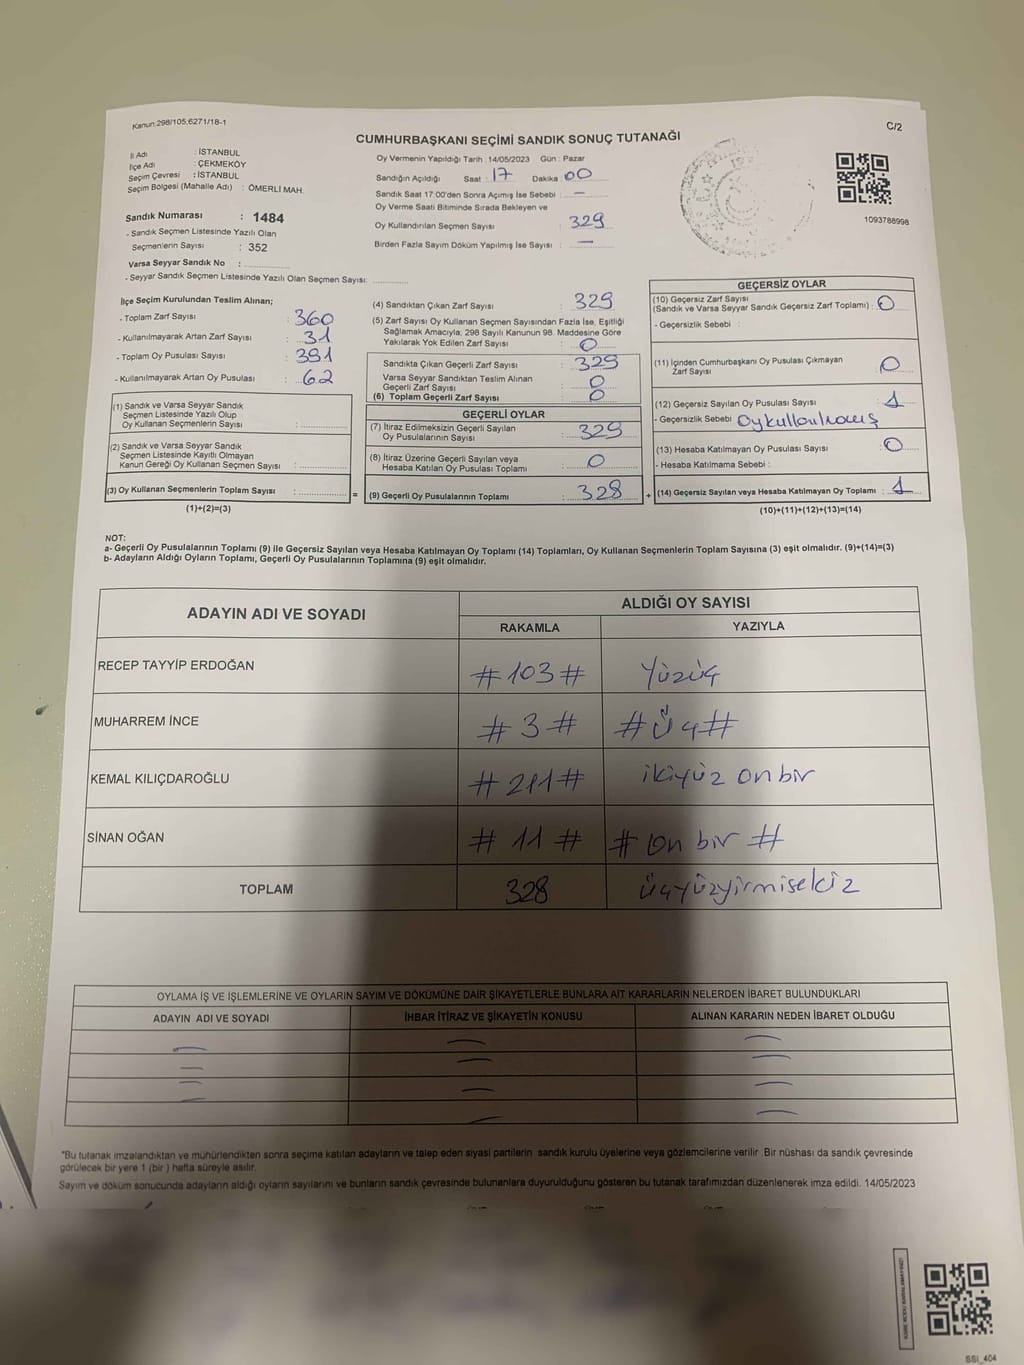 Kanun:298/105,6271/18-1
C/2
CUMHURBAŞKANI SEÇİMİ SANDIK SONUÇ TUTANAĞI
İl Adı : İSTANBUL
İlçe Adı : ÇEKMEKÖY
Seçim Çevresi : İSTANBUL
Seçim Bölgesi (Mahalle Adı) : ÖMERLİ MAH.
Sandık Numarası : 1484
- Sandık Seçmen Listesinde Yazılı Olan
Seçmenlerin Sayısı : 352
Varsa Seyyar Sandık No :
- Seyyar Sandık Seçmen Listesinde Yazılı Olan Seçmen Sayısı:
Oy Vermenin Yapıldığı Tarih : 14/05/2023 Gün : Pazar
Sandığın Açıldığı Saat : 17 Dakika 00
Sandık Saat 17:00'den Sonra Açımış İse Sebebi : —
Oy Verme Saati Bitiminde Sırada Bekleyen ve
Oy Kullandırılan Seçmen Sayısı : 329
Birden Fazla Sayım Döküm Yapılmış İse Sayısı : —
1093788998
İlçe Seçim Kurulundan Teslim Alınan;
- Toplam Zarf Sayısı : 360
- Kullanılmayarak Artan Zarf Sayısı : 31
- Toplam Oy Pusulası Sayısı : 391
- Kullanılmayarak Artan Oy Pusulası : 62
(1) Sandık ve Varsa Seyyar Sandık
Seçmen Listesinde Yazılı Olup
Oy Kullanan Seçmenlerin Sayısı :
(2) Sandık ve Varsa Seyyar Sandık
Seçmen Listesinde Kayıtlı Olmayan
Kanun Gereği Oy Kullanan Seçmen Sayısı :
(3) Oy Kullanan Seçmenlerin Toplam Sayısı :
(1)+(2)=(3)
(4) Sandıktan Çıkan Zarf Sayısı : 329
(5) Zarf Sayısı Oy Kullanan Seçmen Sayısından Fazla İse, Eşitliği
Sağlamak Amacıyla; 298 Sayılı Kanunun 98. Maddesine Göre
Yakılarak Yok Edilen Zarf Sayısı : 0
Sandıkta Çıkan Geçerli Zarf Sayısı : 329
Varsa Seyyar Sandıktan Teslim Alınan
Geçerli Zarf Sayısı : 0
(6) Toplam Geçerli Zarf Sayısı : 0
GEÇERLİ OYLAR
(7) İtiraz Edilmeksizin Geçerli Sayılan
Oy Pusulalarının Sayısı : 329
(8) İtiraz Üzerine Geçerli Sayılan veya
Hesaba Katılan Oy Pusulası Toplamı : 0
= (9) Geçerli Oy Pusulalarının Toplamı : 328 +
GEÇERSİZ OYLAR
(10) Geçersiz Zarf Sayısı
(Sandık ve Varsa Seyyar Sandık Geçersiz Zarf Toplamı) : 0
- Geçersizlik Sebebi :
(11) İçinden Cumhurbaşkanı Oy Pusulası Çıkmayan
Zarf Sayısı 0
(12) Geçersiz Sayılan Oy Pusulası Sayısı : 1
- Geçersizlik Sebebi
(13) Hesaba Katılmayan Oy Pusulası Sayısı : 0
- Hesaba Katılmama Sebebi :
(14) Geçersiz Sayılan veya Hesaba Katılmayan Oy Toplamı : 1
(10)+(11)+(12)+(13)=(14)
NOT:
a- Geçerli Oy Pusulalarının Toplamı (9) ile Geçersiz Sayılan veya Hesaba Katılmayan Oy Toplamı (14) Toplamları, Oy Kullanan Seçmenlerin Toplam Sayısına (3) eşit olmalıdır. (9)+(14)=(3)
b- Adayların Aldığı Oyların Toplamı, Geçerli Oy Pusulalarının Toplamına (9) eşit olmalıdır.
ADAYIN ADI VE SOYADI
ALDIĞI OY SAYISI
RAKAMLA YAZIYLA
RECEP TAYYİP ERDOĞAN #103# Yüzüç
MUHARREM İNCE #3# #Üç#
KEMAL KILIÇDAROĞLU #211# ikiyüz onbir
SİNAN OĞAN #11# #Onbir#
TOPLAM 328 üçyüzyirmisekiz
OYLAMA İŞ VE İŞLEMLERİNE VE OYLARIN SAYIM VE DÖKÜMÜNE DAİR ŞİKAYETLERLE BUNLARA AİT KARARLARIN NELERDEN İBARET BULUNDUKLARI
ADAYIN ADI VE SOYADI İHBAR İTİRAZ VE ŞİKAYETİN KONUSU ALINAN KARARIN NEDEN İBARET OLDUĞU
"Bu tutanak imzalandıktan ve mühürlendikten sonra seçime katılan adayların ve talep eden siyasi partilerin sandık kurulu üyelerine veya gözlemcilerine verilir. Bir nüshası da sandık çevresinde
görülecek bir yere 1 (bir ) hafta süreyle asılır.
Sayım ve döküm sonucunda adayların aldığı oyların sayılarını ve bunların sandık çevresinde bulunanlara duyurulduğunu gösteren bu tutanak tarafımızdan düzenlenerek imza edildi. 14/05/2023
SSI_404